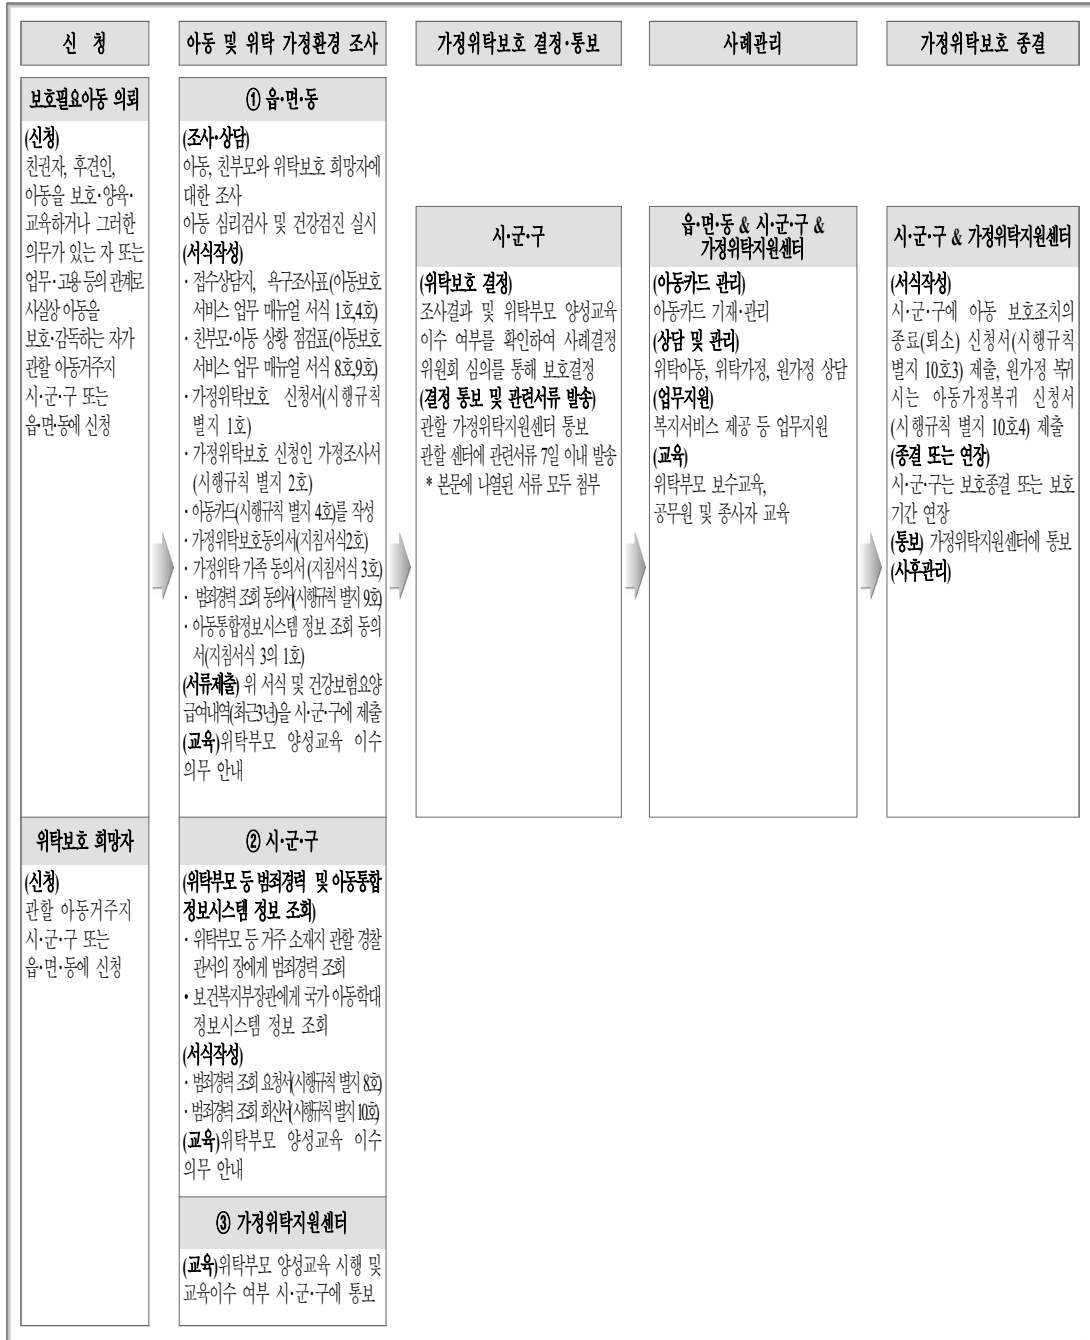 신 청
보호필요아동 의뢰
(신청)
친권자, 후견인,
아동을 보호·양육·
교육하거나 그러한
의무가 있는 자 또는
업무·고용 등의 관계로
사실상 아동을
보호·감독하는 자가
관할 아동거주지
시·군·구 또는
읍·면·동에 신청
위탁보호 희망자
(신청)
관할 아동거주지
시·군·구 또는
읍·면·동에 신청
아동 및 위탁 가정환경 조사
① 읍·면·동
(조사·상담)
아동, 친부모와 위탁보호 희망자에
대한 조사
아동 심리검사 및 건강검진 실시
(서식작성)
· 접수상담지, 욕구조사표(아동보호
서비스 업무 매뉴얼 서식 1호,4호)
· 친부모·아동 상황 점검표(아동보호
서비스 업무 매뉴얼 서식 8호,9호)
· 가정위탁보호 신청서(시행규칙
별지 1호)
· 가정위탁보호 신청인 가정조사서
(시행규칙 별지 2호)
· 아동카드(시행규칙 별지 4호)를 작성
· 가정위탁보호동의서(지침서식2호)
· 가정위탁 가족 동의서(지침서식 3호)
· 범죄경력 조회 동의서(시행규칙 별지 9호)
· 아동통합정보시스템 정보 조회 동의
서(지침서식 3의 1호)
(서류제출) 위 서식 및 건강보험요양
급여내역(최근3년)을 시·군·구에 제출
(교육)위탁부모 양성교육 이수
의무 안내
② 시·군·구
(위탁부모 등 범죄경력 및 아동통합
정보시스템 정보 조회)
· 위탁부모 등 거주 소재지 관할 경찰
관서의 장에게 범죄경력 조회
· 보건복지부장관에게 국가 아동학대
정보시스템 정보 조회
(서식작성)
· 범죄경력 조회 요청서(시행규칙 별지 8호)
· 범죄경력 조회 회신서(시행규칙 별지 10호)
(교육)위탁부모 양성교육 이수
의무 안내
③ 가정위탁지원센터
(교육)위탁부모 양성교육 시행 및
교육이수 여부 시·군·구에 통보
가정위탁보호 결정·통보
시·군·구
(위탁보호 결정)
조사결과 및 위탁부모 양성교육
이수 여부를 확인하여 사례결정
위원회 심의를 통해 보호결정
(결정 통보 및 관련서류 발송)
관할 가정위탁지원센터 통보
관할 센터에 관련서류 7일 이내 발송
* 본문에 나열된 서류 모두 첨부
사례관리
읍·면·동 & 시·군·구 &
가정위탁지원센터
(아동카드 관리)
아동카드 기재·관리
(상담 및 관리)
위탁아동, 위탁가정, 원가정 상담
(업무지원)
복지서비스 제공 등 업무지원
(교육)
위탁부모 보수교육,
공무원 및 종사자 교육
가정위탁보호 종결
시·군·구 & 가정위탁지원센터
(서식작성)
시·군·구에 아동 보호조치의
종료(퇴소) 신청서(시행규칙
별지 10호3) 제출, 원가정 복귀
시는 아동가정복귀 신청서
(시행규칙 별지 10호4) 제출
(종결 또는 연장)
시·군·구는 보호종결 또는 보호
기간 연장
(통보) 가정위탁지원센터에 통보
(사후관리)